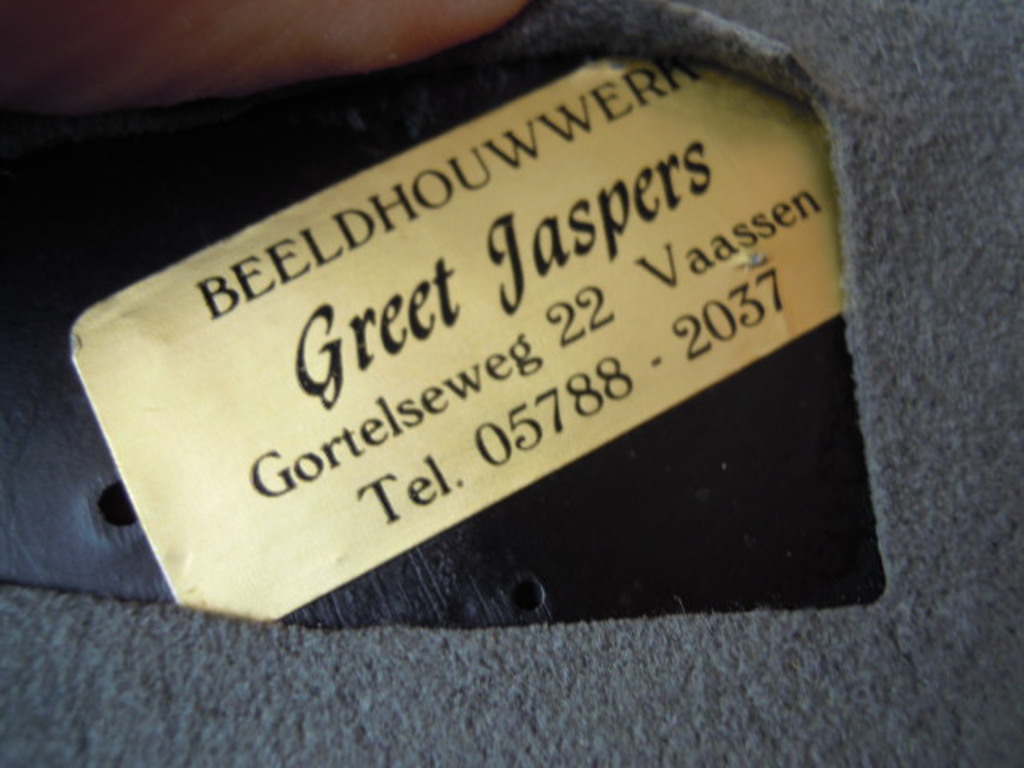 BEELDHOUWWERK
Greet Jaspers
Gortelseweg 22 Vaassen
Tel. 05788 - 2037